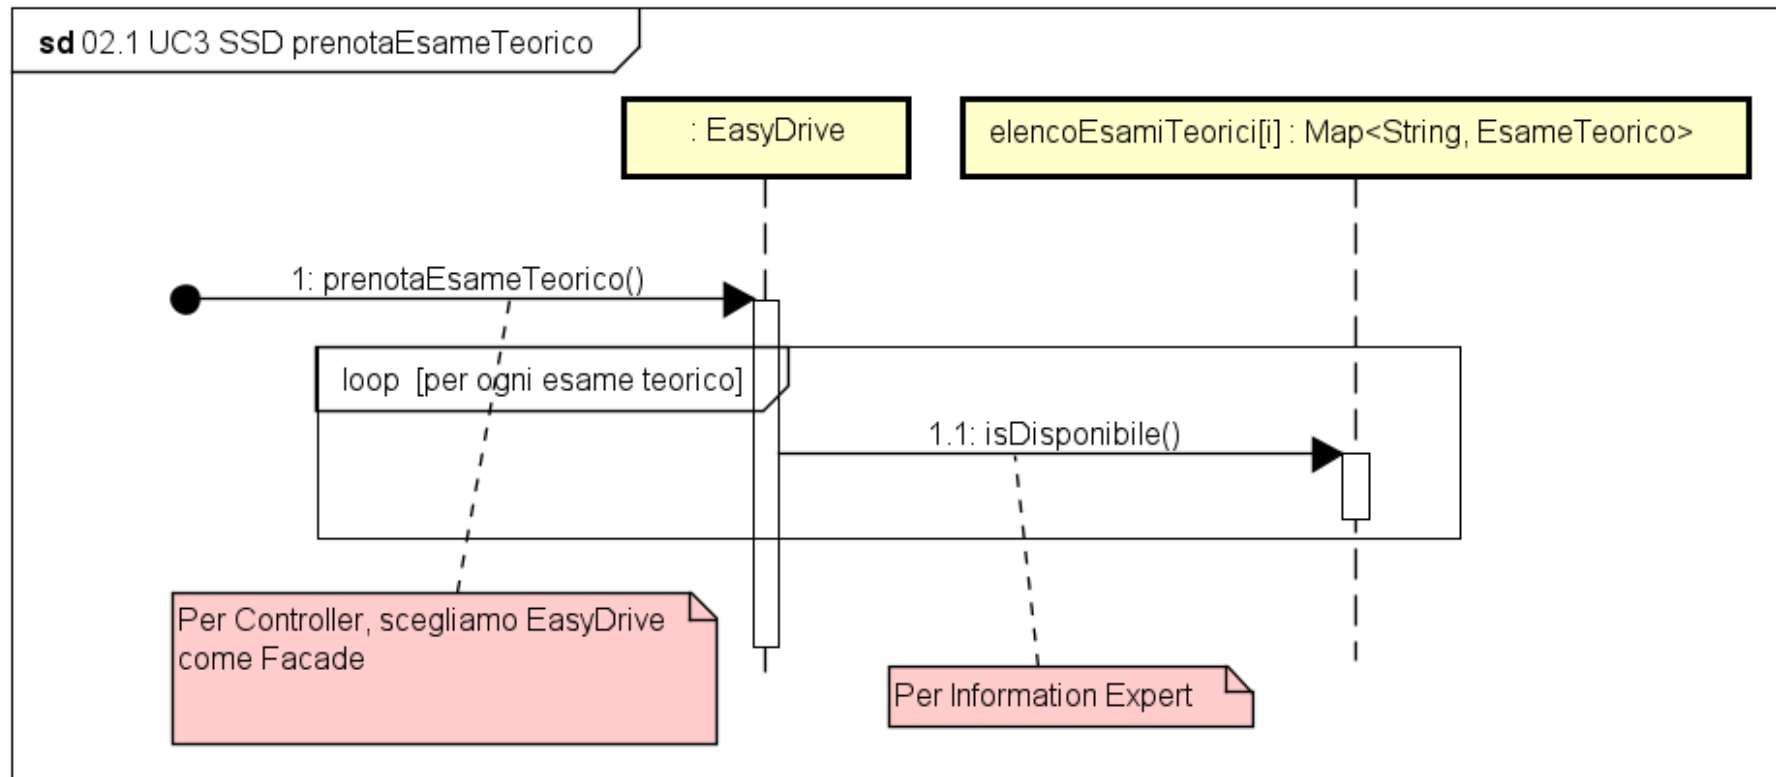 sd 02.1 UC3 SSD prenotaEsameTeorico
: EasyDrive
elencoEsamiTeorici[i] : Map<String, EsameTeorico>
1: prenotaEsameTeorico()
loop [per ogni esame teorico]
1.1: isDisponibile()
Per Controller, scegliamo EasyDrive
come Facade
Per Information Expert